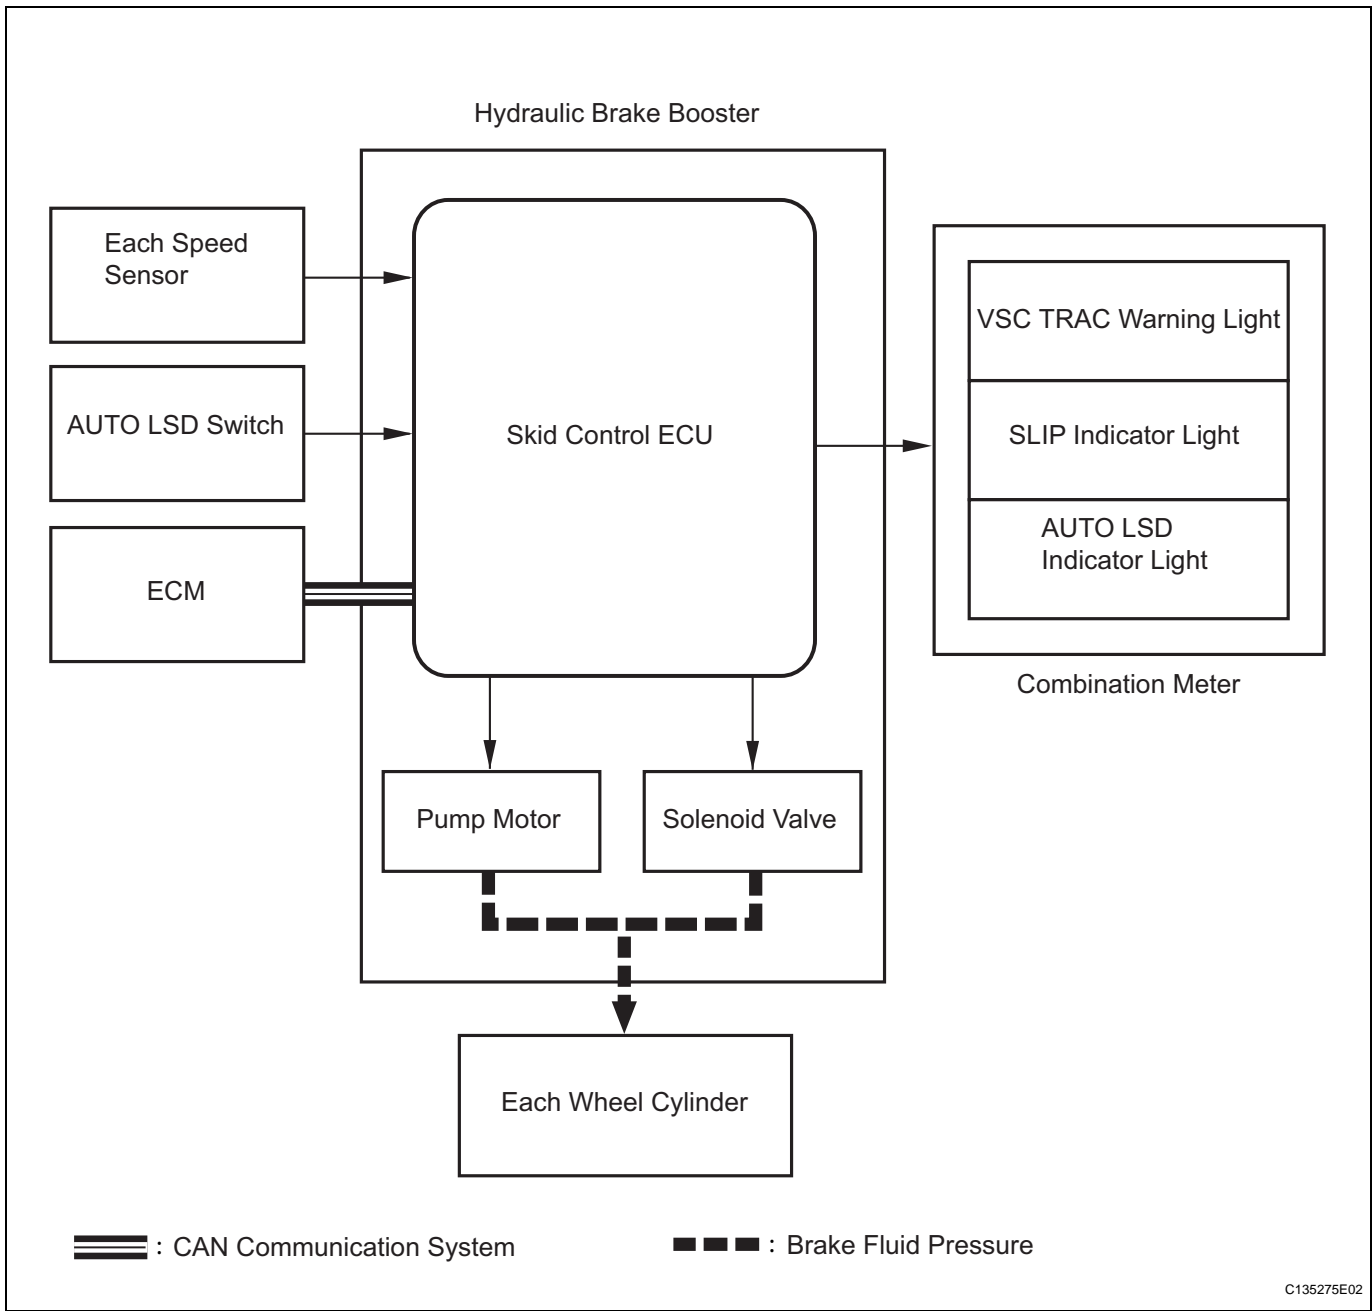 Hydraulic Brake Booster
Each Speed
Sensor
AUTO LSD Switch
ECM
Skid Control ECU
VSC TRAC Warning Light
SLIP Indicator Light
AUTO LSD
Indicator Light
Combination Meter
Pump Motor
Solenoid Valve
Each Wheel Cylinder
: CAN Communication System
: Brake Fluid Pressure
C135275E02